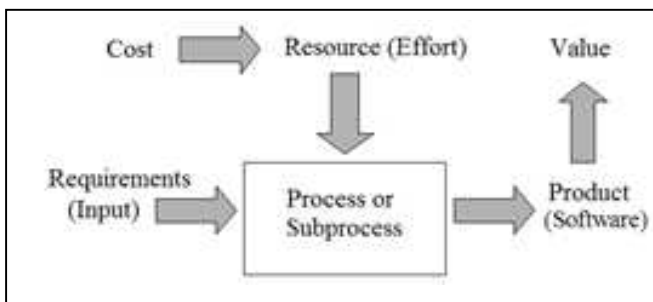 Cost
Resource (Effort)
Value
Requirements
(Input)
Process or
Subprocess
Product
(Software)